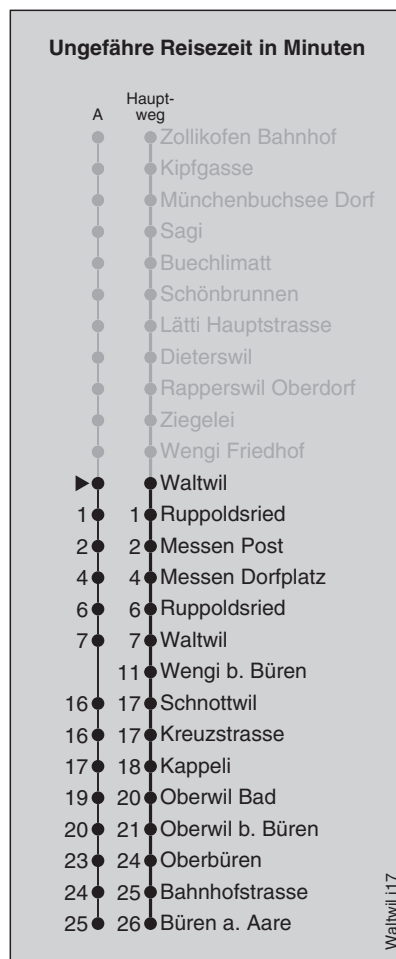 Ungefähre Reisezeit in Minuten
A Haupt-
weg
Zollikofen Bahnhof
Kipfgasse
Münchenbuchsee Dorf
Sagi
Buechlimatt
Schönbrunnen
Lätti Hauptstrasse
Dieterswil
Rapperswil Oberdorf
Ziegelei
Wengi Friedhof
Waltwil
1 1 Ruppoldsried
2 2 Messen Post
4 4 Messen Dorfplatz
6 6 Ruppoldsried
7 7 Waltwil
11 Wengi b. Büren
16 17 Schnottwil
16 17 Kreuzstrasse
17 18 Kappeli
19 20 Oberwil Bad
20 21 Oberwil b. Büren
23 24 Oberbüren
24 25 Bahnhofstrasse
25 26 Büren a. Aare
Waltwil j17